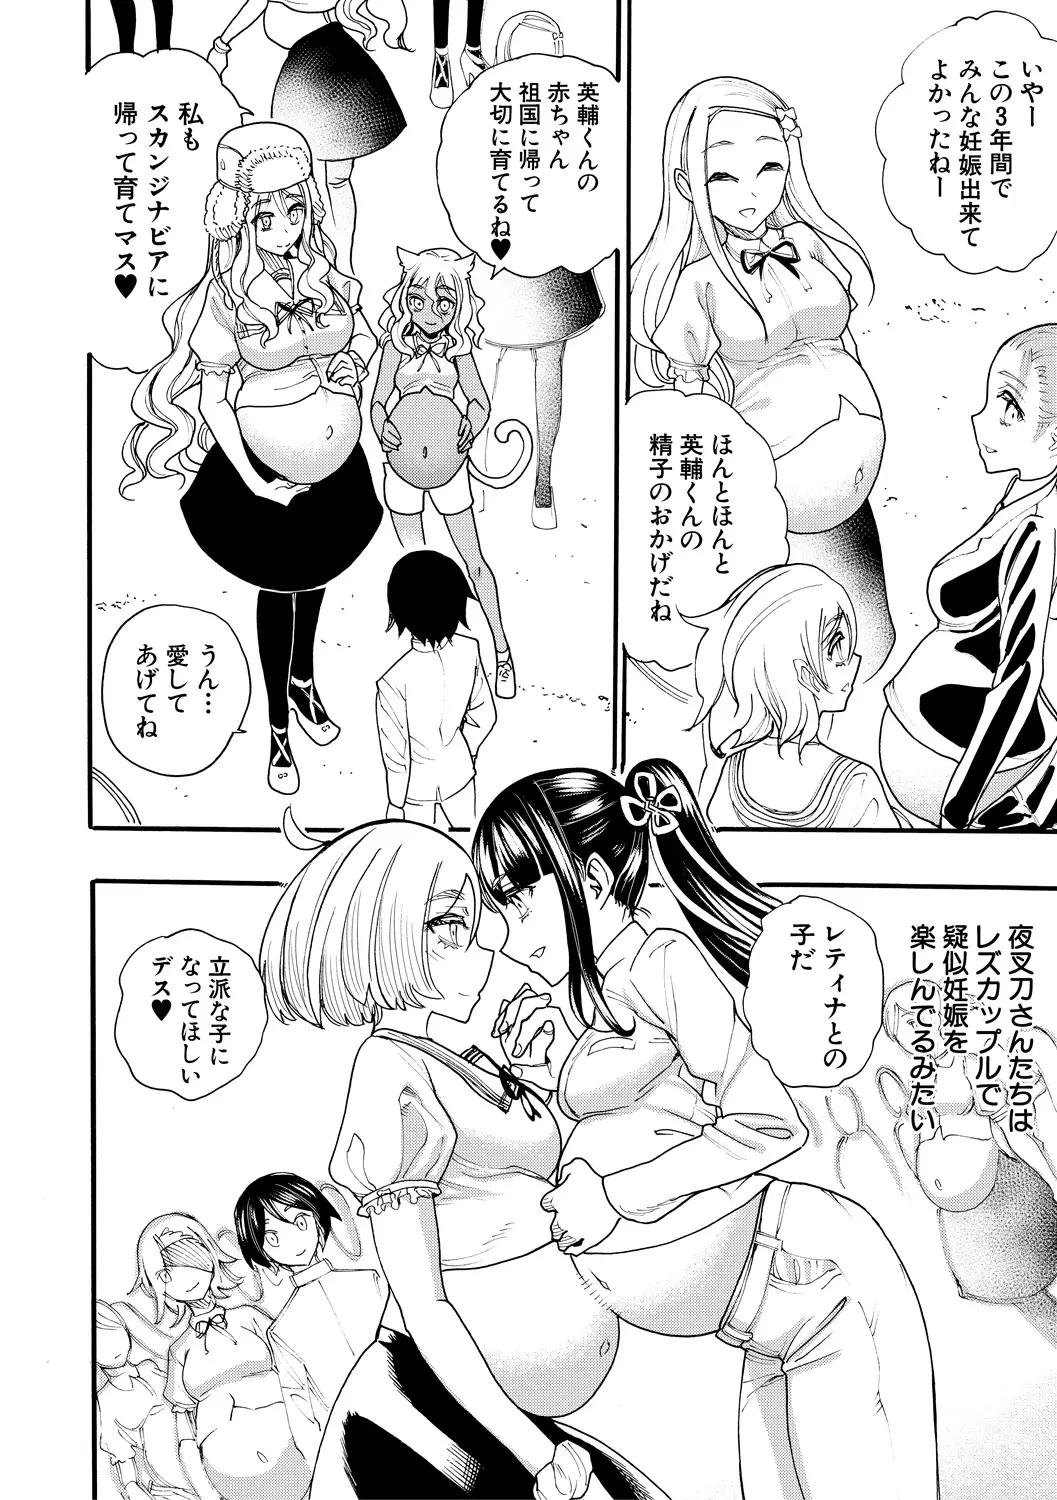 いやー
この3年間で
みんな妊娠出来て
よかったねー
ほんとほんと
英輔くんの
精子のおかげだね
英輔くんの
赤ちゃん
祖国に帰って
大切に育てるね♥
私も
スカンジナビアに
帰って育てマス♥
うん…
愛して
あげてね
夜叉刀さんたちは
レズカップルで
疑似妊娠を
楽しんでるみたい
レティナとの
子だ
立派な子に
なってほしい
デス♥